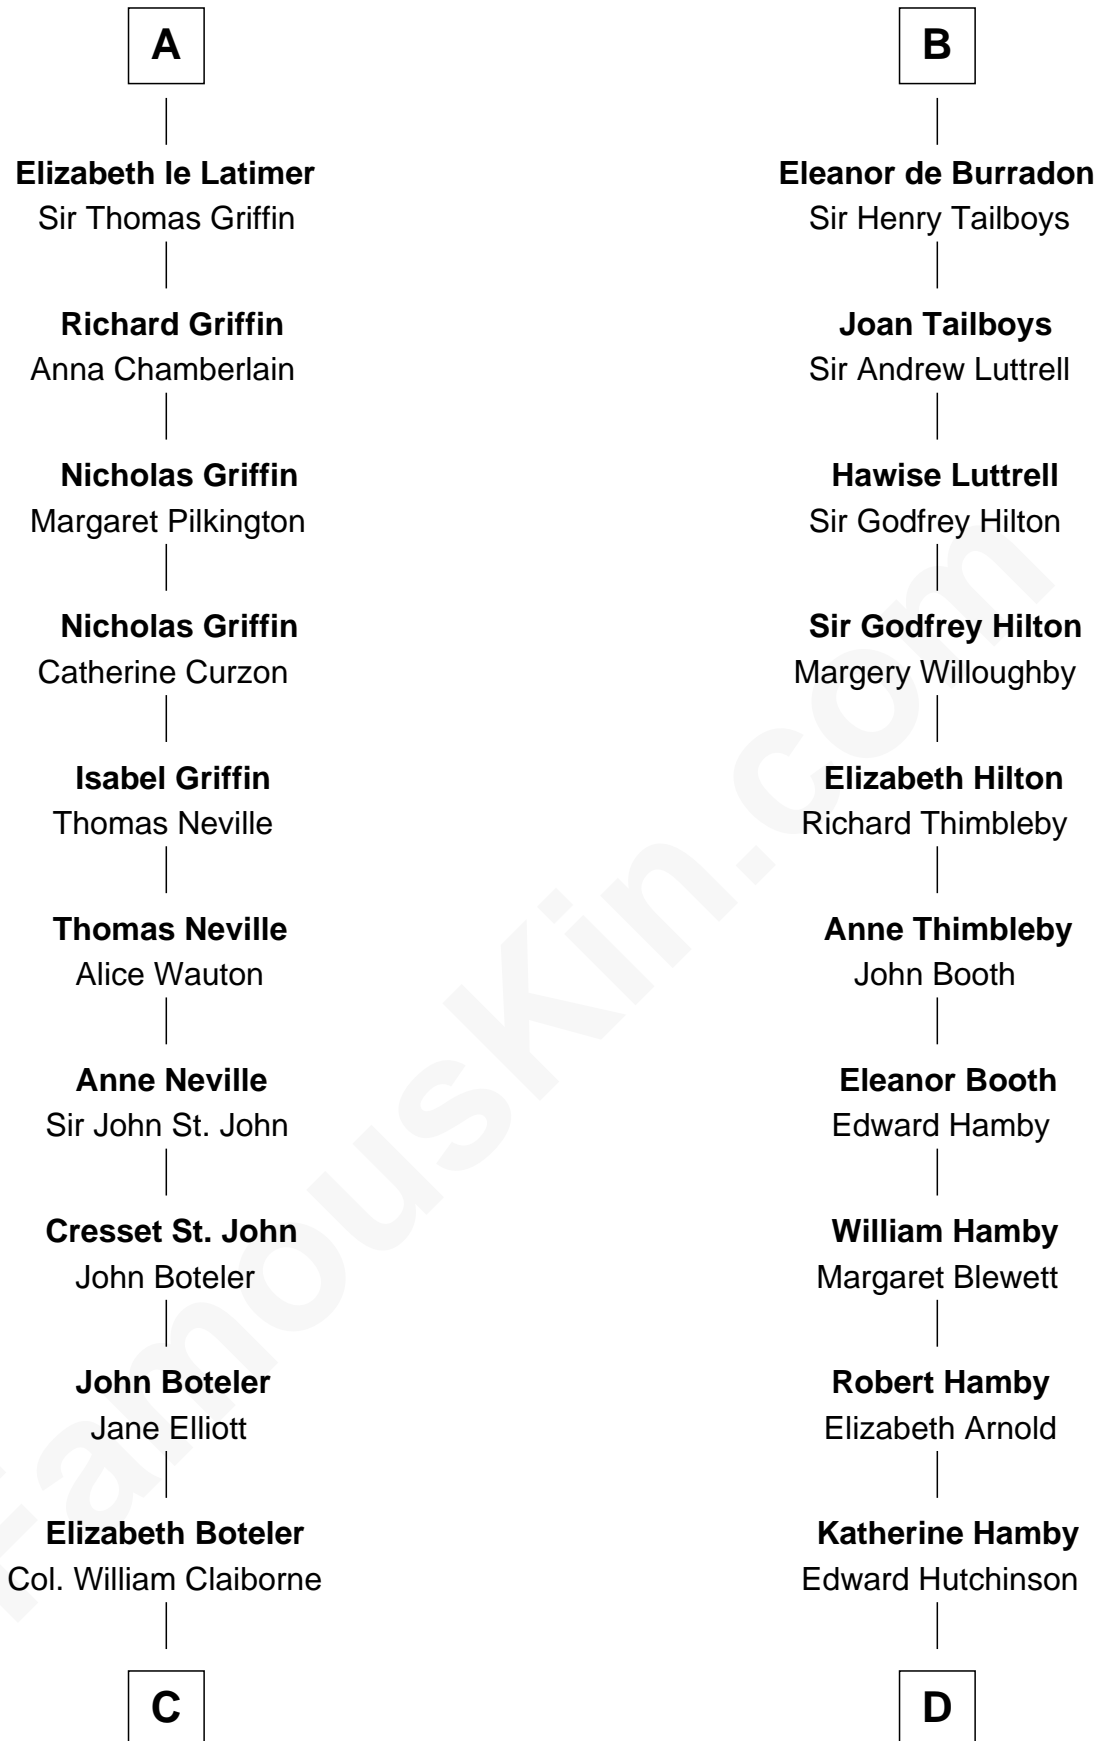 A
Elizabeth le Latimer
Sir Thomas Griffin
Richard Griffin
Anna Chamberlain
Nicholas Griffin
Margaret Pilkington
Nicholas Griffin
Catherine Curzon
Isabel Griffin
Thomas Neville
Thomas Neville
Alice Wauton
Anne Neville
Sir John St. John
Cresset St. John
John Boteler
John Boteler
Jane Elliott
Elizabeth Boteler
Col. William Claiborne
C
B
Eleanor de Burradon
Sir Henry Tailboys
Joan Tailboys
Sir Andrew Luttrell
Hawise Luttrell
Sir Godfrey Hilton
Sir Godfrey Hilton
Margery Willoughby
Elizabeth Hilton
Richard Thimbleby
Anne Thimbleby
John Booth
Eleanor Booth
Edward Hamby
William Hamby
Margaret Blewett
Robert Hamby
Elizabeth Arnold
Katherine Hamby
Edward Hutchinson
D
FamousKin.com